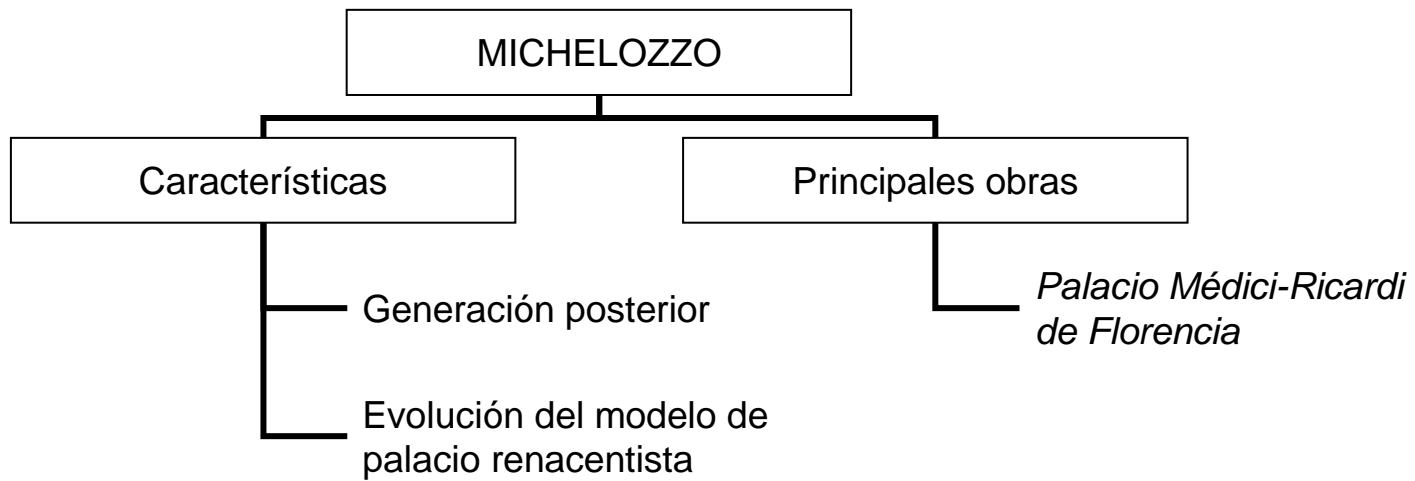 MICHELOZZO
Características
Principales obras
Generación posterior
Evolución del modelo de
palacio renacentista
Palacio Médici-Ricardi
de Florencia